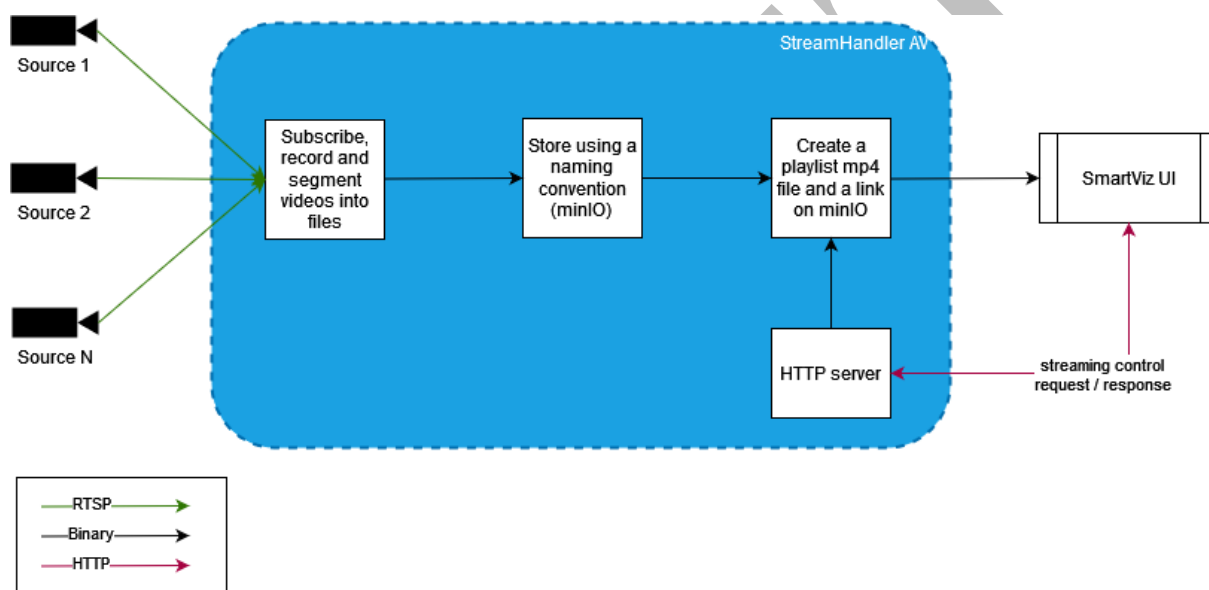 StreamHandler AV
Source 1
Subscribe,
record and
segment
videos into
files
Store using a
naming
convention
(minIO)
Create a
playlist mp4
file and a link
on minIO
SmartViz UI
Source 2
Source N
HTTP server
streaming control
request / response
RTSP
Binary
HTTP